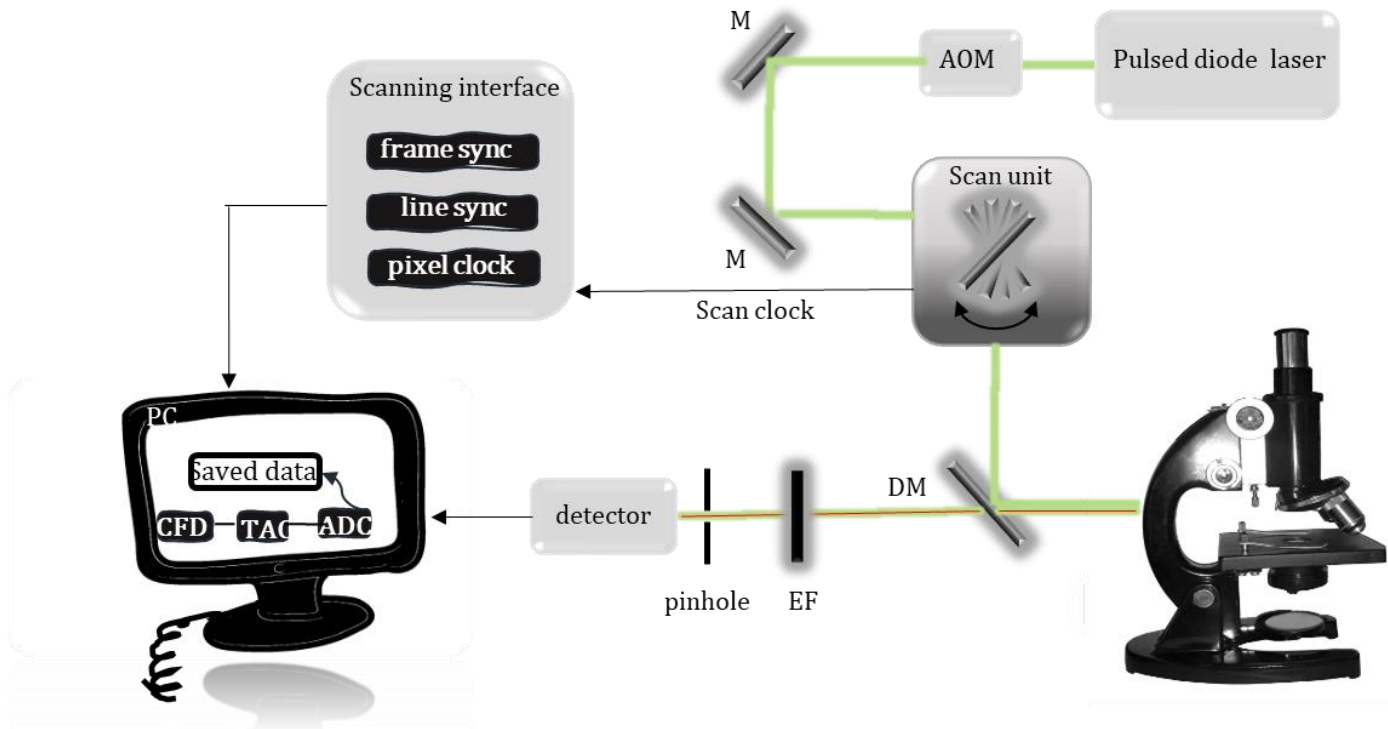 M
AOM
Pulsed diode laser
Scanning interface
frame sync
line sync
pixel clock
Scan unit
M
Scan clock
PC
Saved data
CFD
TAC
ADC
detector
DM
pinhole
EF